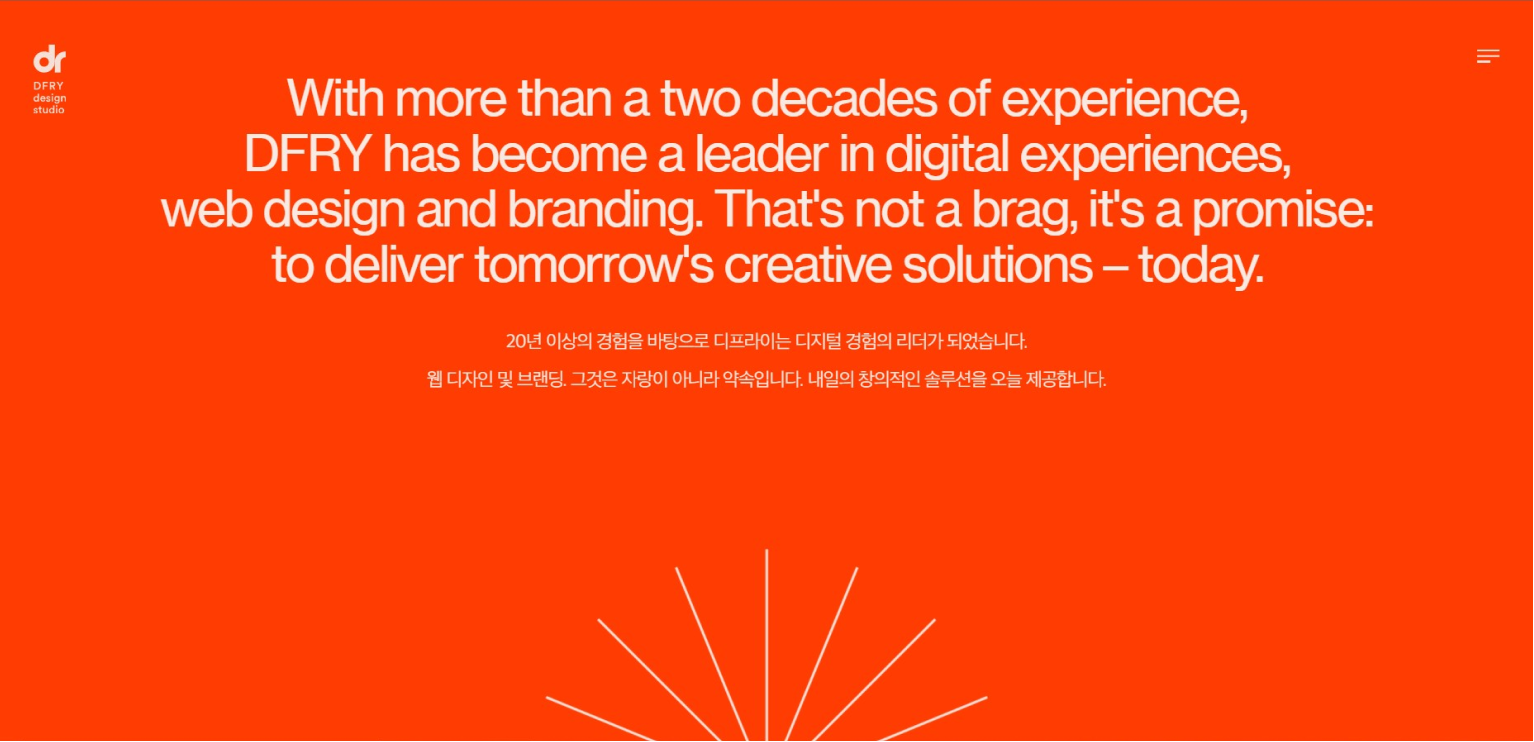 dr
DFRY
design
studio
With more than a two decades of experience,
DFRY has become a leader in digital experiences,
web design and branding. That's not a brag, it's a promise:
to deliver tomorrow's creative solutions – today.
20년 이상의 경험을 바탕으로 디프라이는 디지털 경험의 리더가 되었습니다.
웹 디자인 및 브랜딩. 그것은 자랑이 아니라 약속입니다. 내일의 창의적인 솔루션을 오늘 제공합니다.